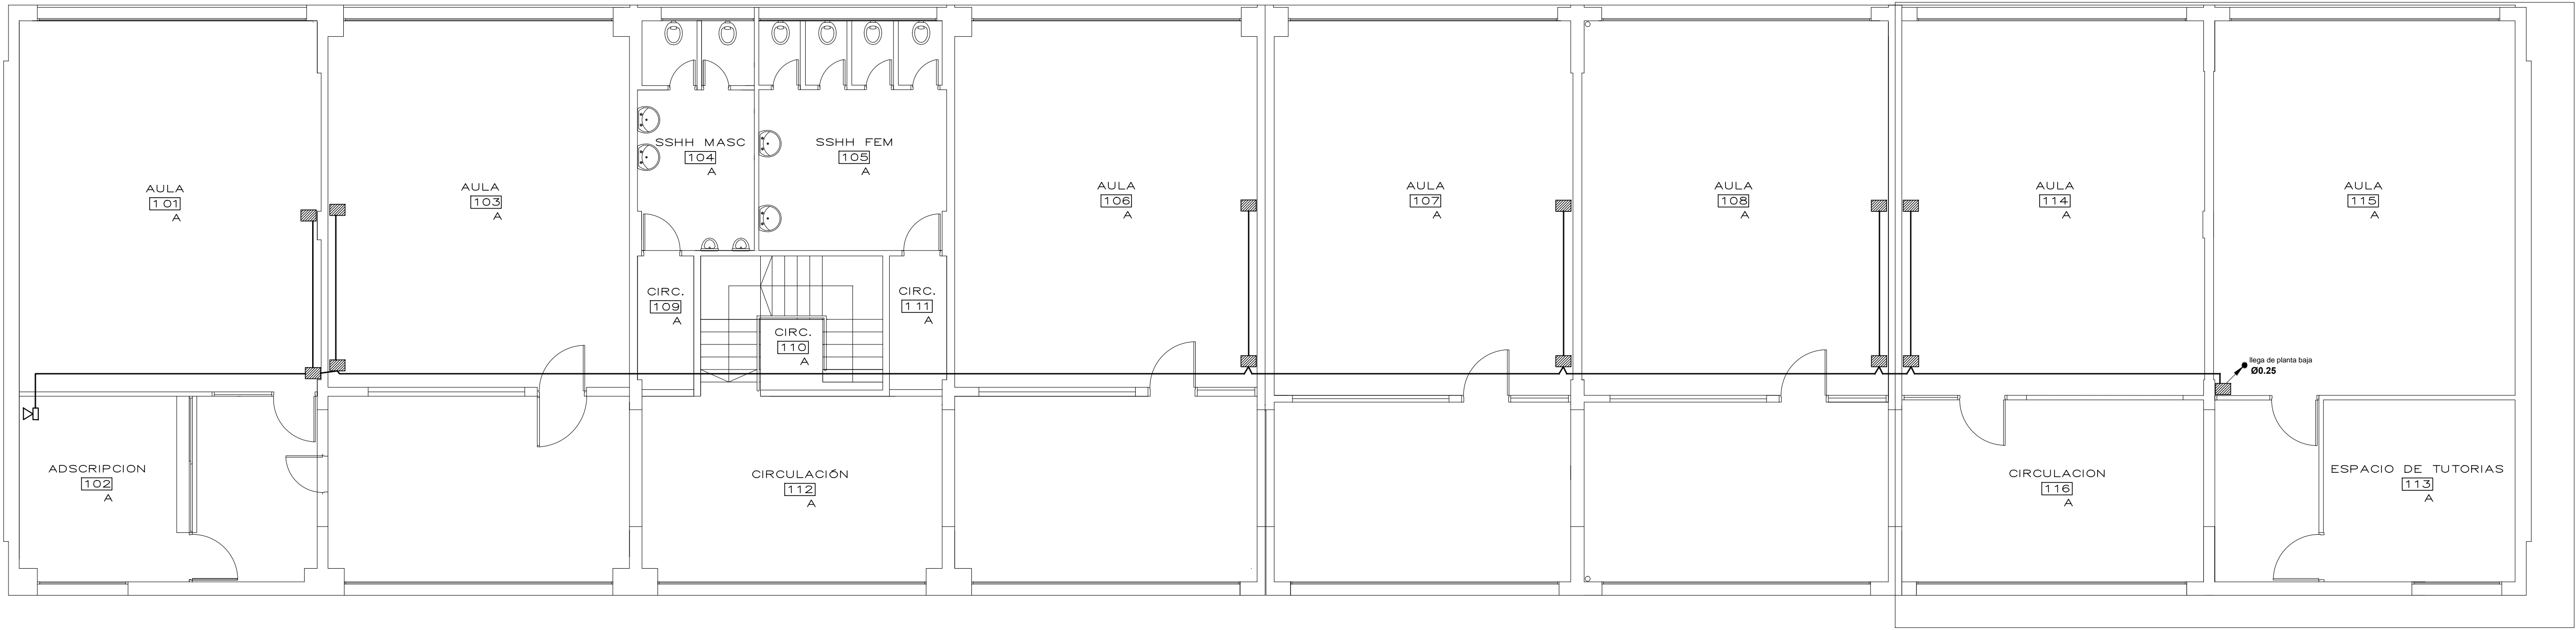 SSHH MASC
104
A
SSHH FEM
105
A
AULA
101
A
AULA
103
A
AULA
106
A
AULA
107
A
AULA
108
A
AULA
114
A
AULA
115
A
CIRC.
109
A
CIRC.
111
A
CIRC.
110
A
llega de planta baja
Ø0.25
ADSCRIPCION
102
A
CIRCULACIÓN
112
A
CIRCULACION
116
A
ESPACIO DE TUTORIAS
113
A